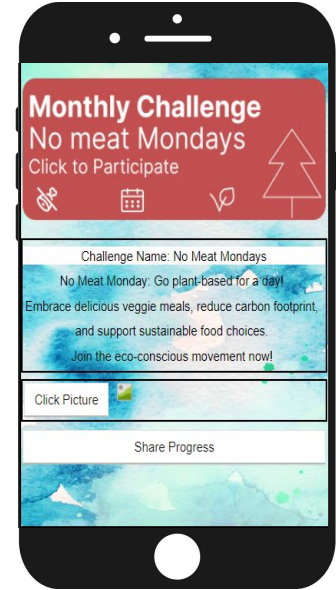 Monthly Challenge
No meat Mondays
Click to Participate
Challenge Name: No Meat Mondays
No Meat Monday: Go plant-based for a day!
Embrace delicious veggie meals, reduce carbon footprint,
and support sustainable food choices.
Join the eco-conscious movement now!
Click Picture
Share Progress